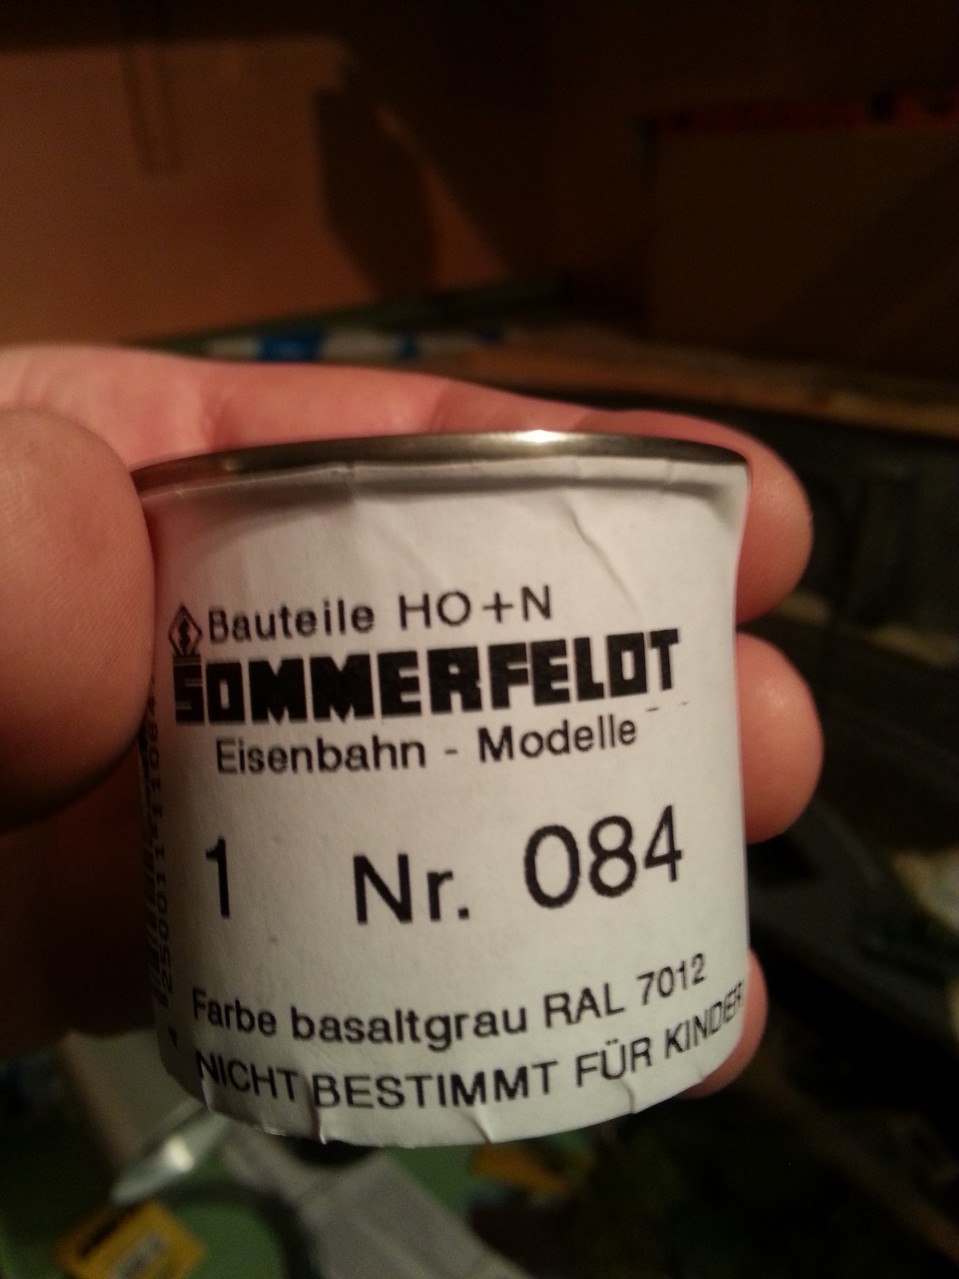 Bauteile HO+N
SOMMERFELDT
Eisenbahn - Modelle
1 Nr. 084
Farbe basaltgrau RAL 7012
NICHT BESTIMMT FÜR KINDER